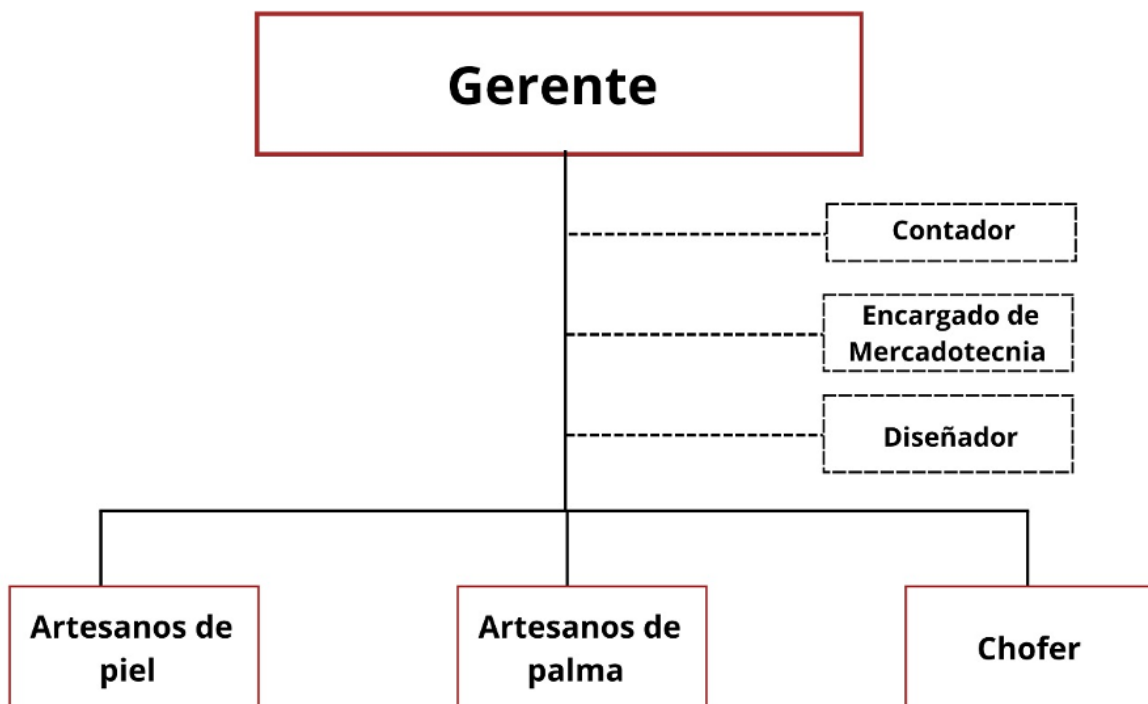 Gerente
Contador
Encargado de
Mercadotecnia
Diseñador
Artesanos de
piel
Artesanos de
palma
Chofer